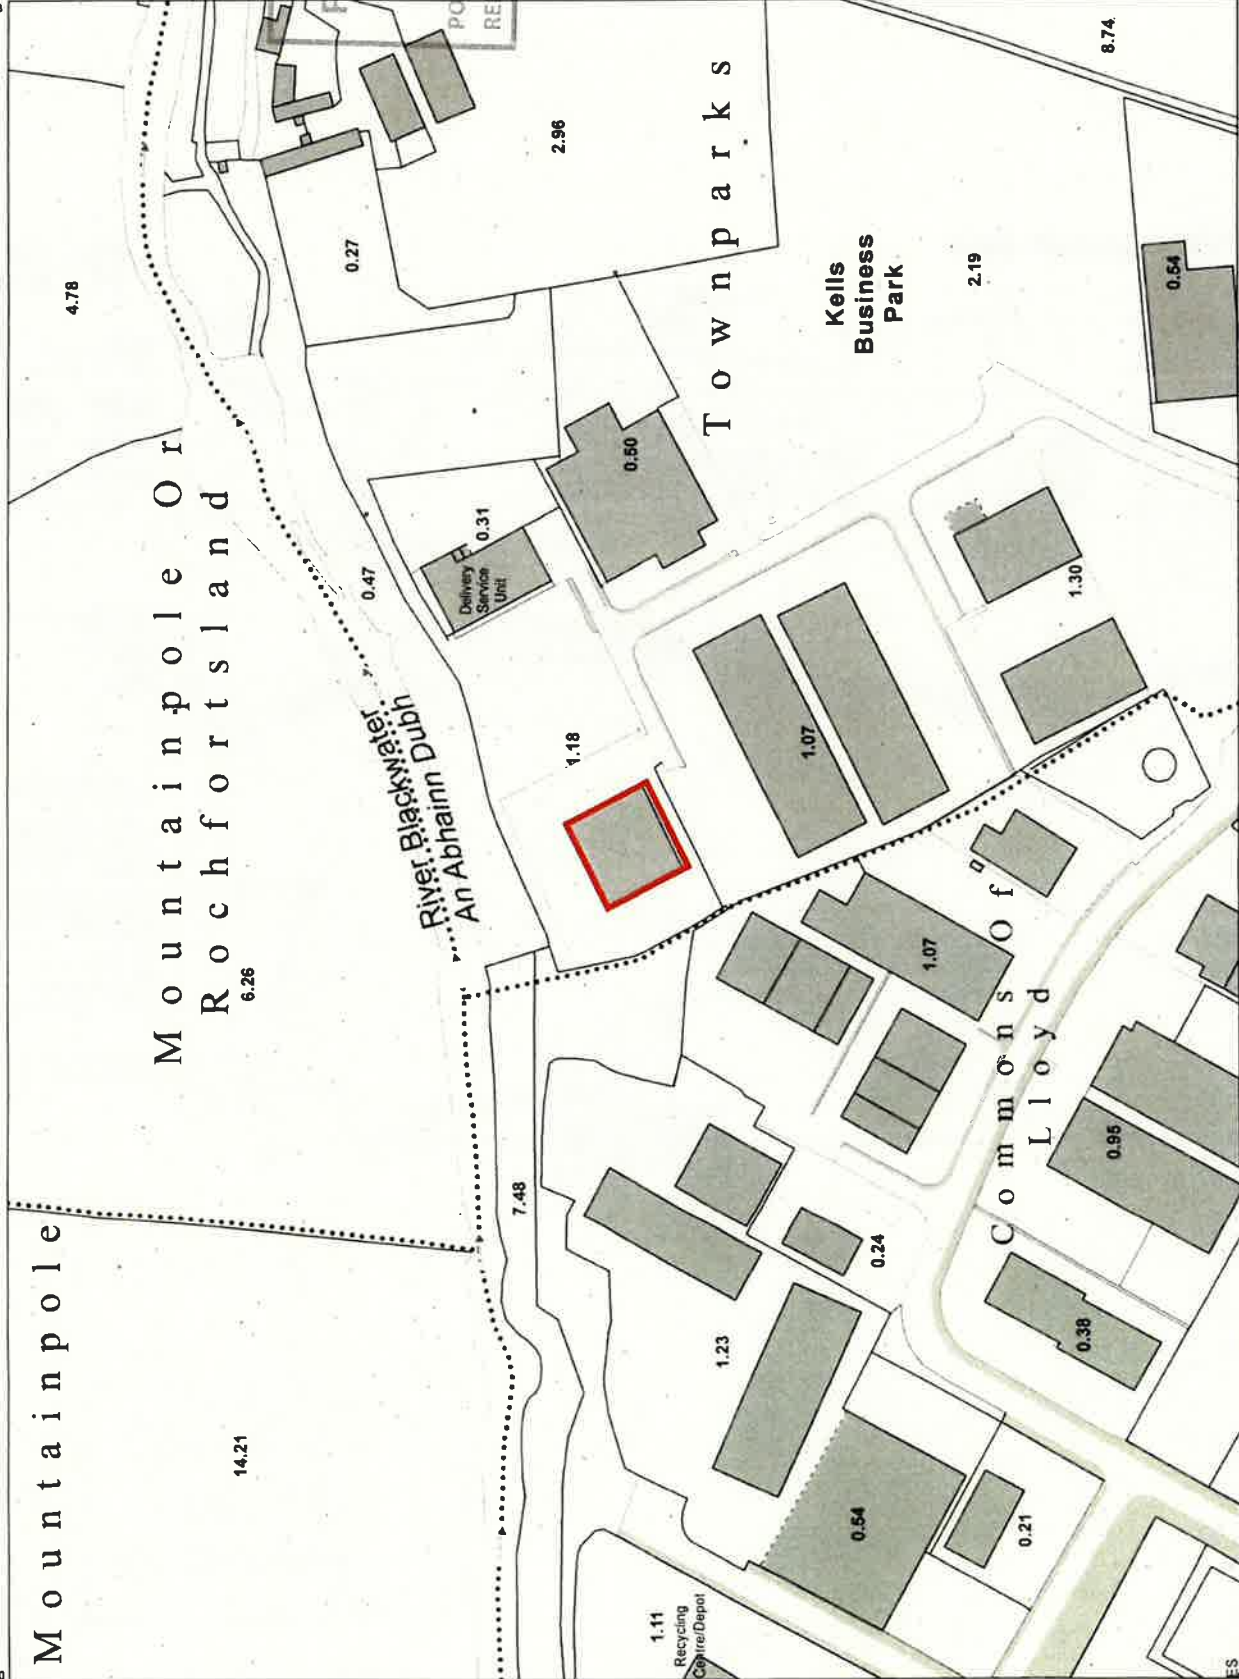 Mountainpole
14.21
Mountainpole Or
Rochfortsland
6.26
4.78
River Blackwater
An Abhainn Dubh
0.47
0.27
7.48
Delivery
Service
Unit
0.31
0.50
1.18
2.96
Townparks
Kells
Business
Park
2.19
8.74
0.54
1.07
1.30
1.07
Commons Of
Lloyd
0.95
0.24
0.38
1.23
0.54
0.21
1.11
Recycling
Centre/Depot
PO
RE
ES